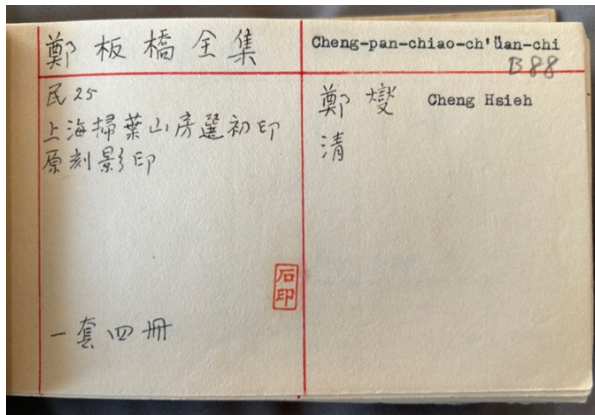 鄭板橋全集
Cheng-pan-chiao-ch'üan-chi
B88
民25
上海掃葉山房選初印
原刻影印
石印
一套四冊
鄭燮 Cheng Hsieh
清